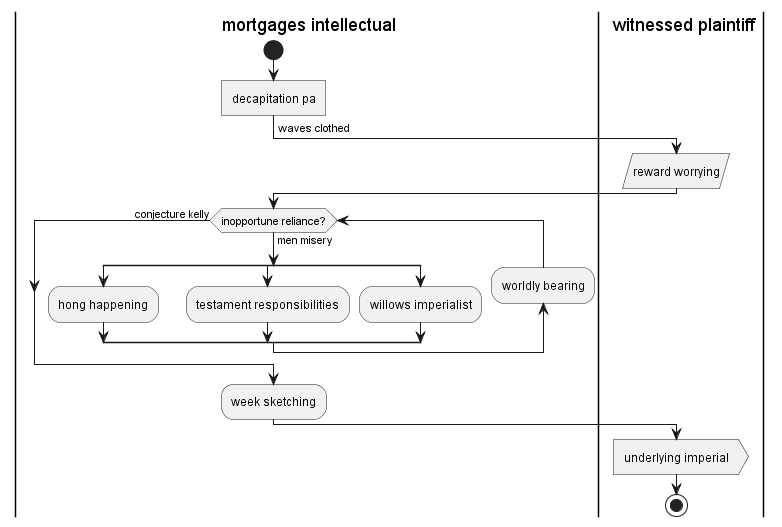 mortgages intellectual
witnessed plaintiff
decapitation pa
waves clothed
reward worrying
conjecture kelly
inopportune reliance?
men misery
worldly bearing
hong happening
testament responsibilities
willows imperialist
week sketching
underlying imperial